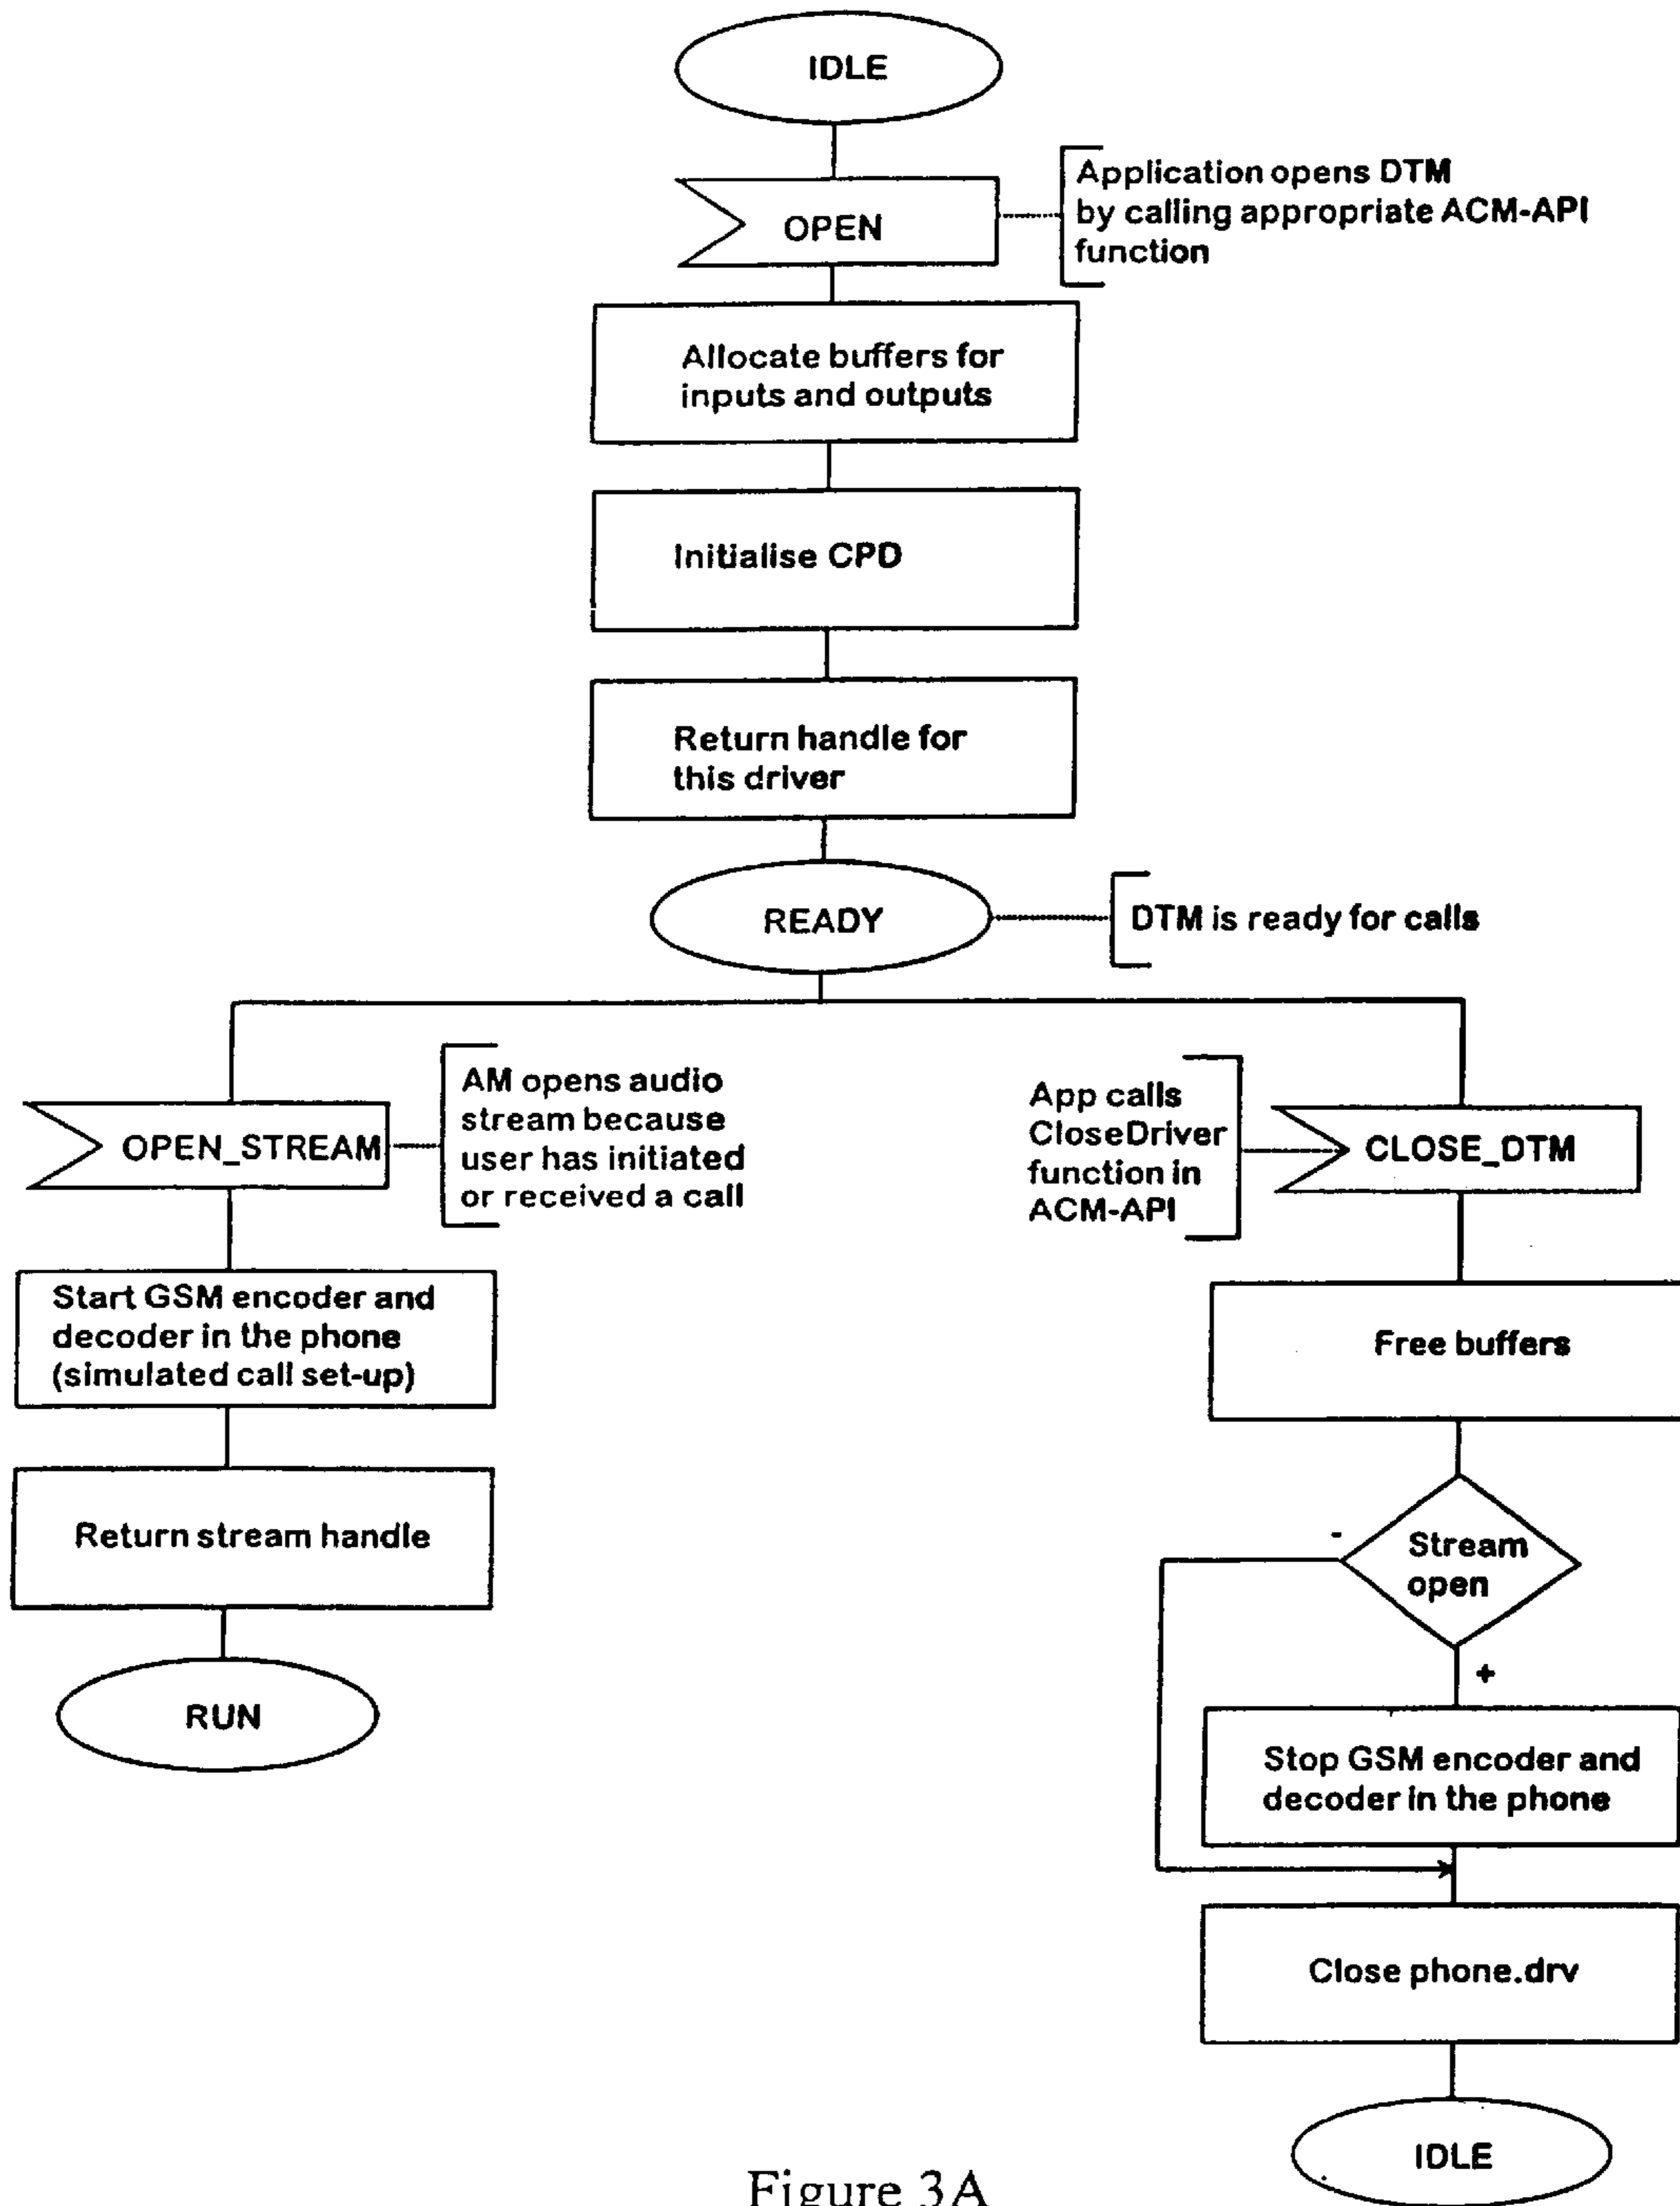 IDLE
OPEN
Application opens DTM
by calling appropriate ACM-API
function
Allocate buffers for
inputs and outputs
Initialise CPD
Return handle for
this driver
READY
DTM is ready for calls
OPEN_STREAM
AM opens audio
stream because
user has initiated
or received a call
Start GSM encoder and
decoder in the phone
(simulated call set-up)
Return stream handle
RUN
App calls
CloseDriver
function in
ACM-API
CLOSE_DTM
Free buffers
-
Stream
open
+
Stop GSM encoder and
decoder in the phone
Close phone.drv
IDLE
Figure 3A